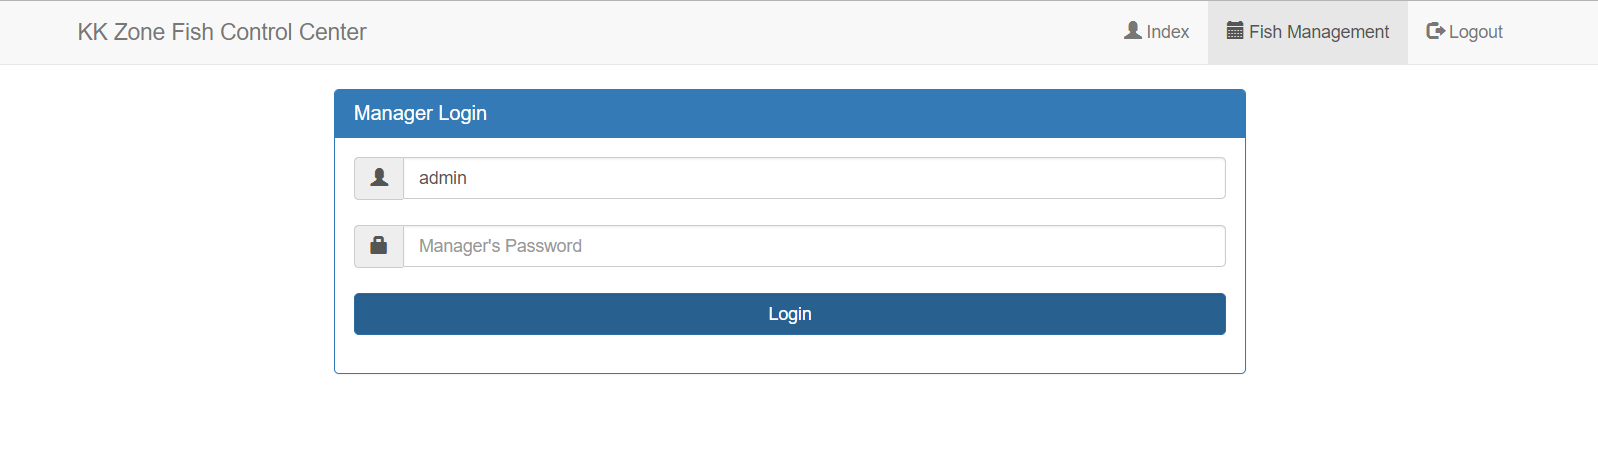 KK Zone Fish Control Center Index Fish Management Logout
Manager Login
admin
Manager's Password
Login